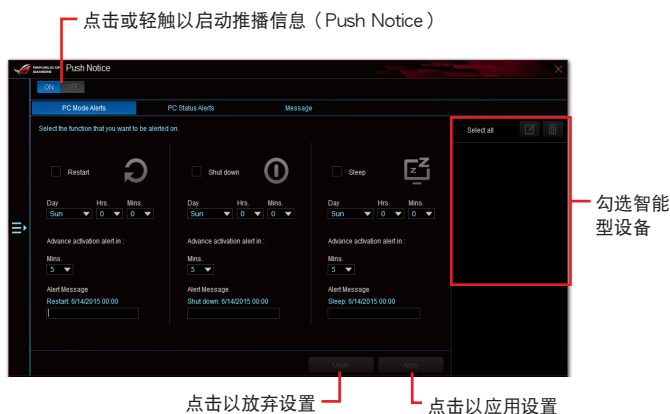 点击或轻触以启动推播信息（Push Notice）
REPUBLIC OF GAMERS Push Notice
ON OFF
PC Mode Alerts PC Status Alerts Message
Select the function that you want to be alerted on.
Select all
Restart Shut down Sleep
Day Hrs. Mins. Day Hrs. Mins. Day Hrs. Mins.
Sun 0 0 Sun 0 0 Sun 0 0
Advance activation alert in : Advance activation alert in : Advance activation alert in :
Mins. Mins. Mins.
5 5 5
Alert Message Alert Message Alert Message
Restart: 6/14/2015 00:00 Shut down: 6/14/2015 00:00 Sleep: 6/14/2015 00:00
Undo Apply
勾选智能
型设备
点击以放弃设置
点击以应用设置